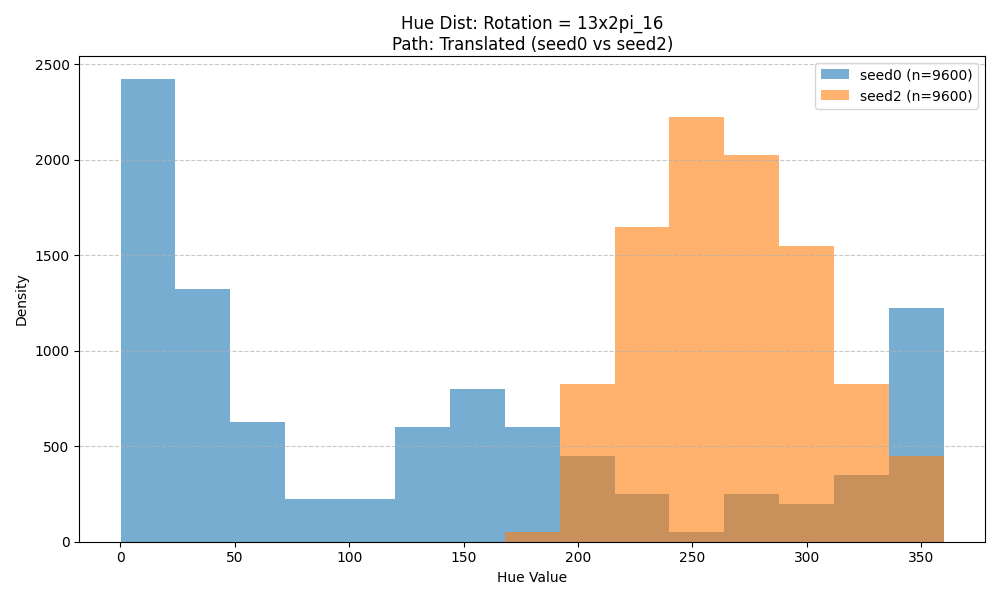 Hue Dist: Rotation = 13x2pi_16
Path: Translated (seed0 vs seed2)
seed0 (n=9600)
seed2 (n=9600)
Density
2500
2000
1500
1000
500
0
0 50 100 150 200 250 300 350
Hue Value